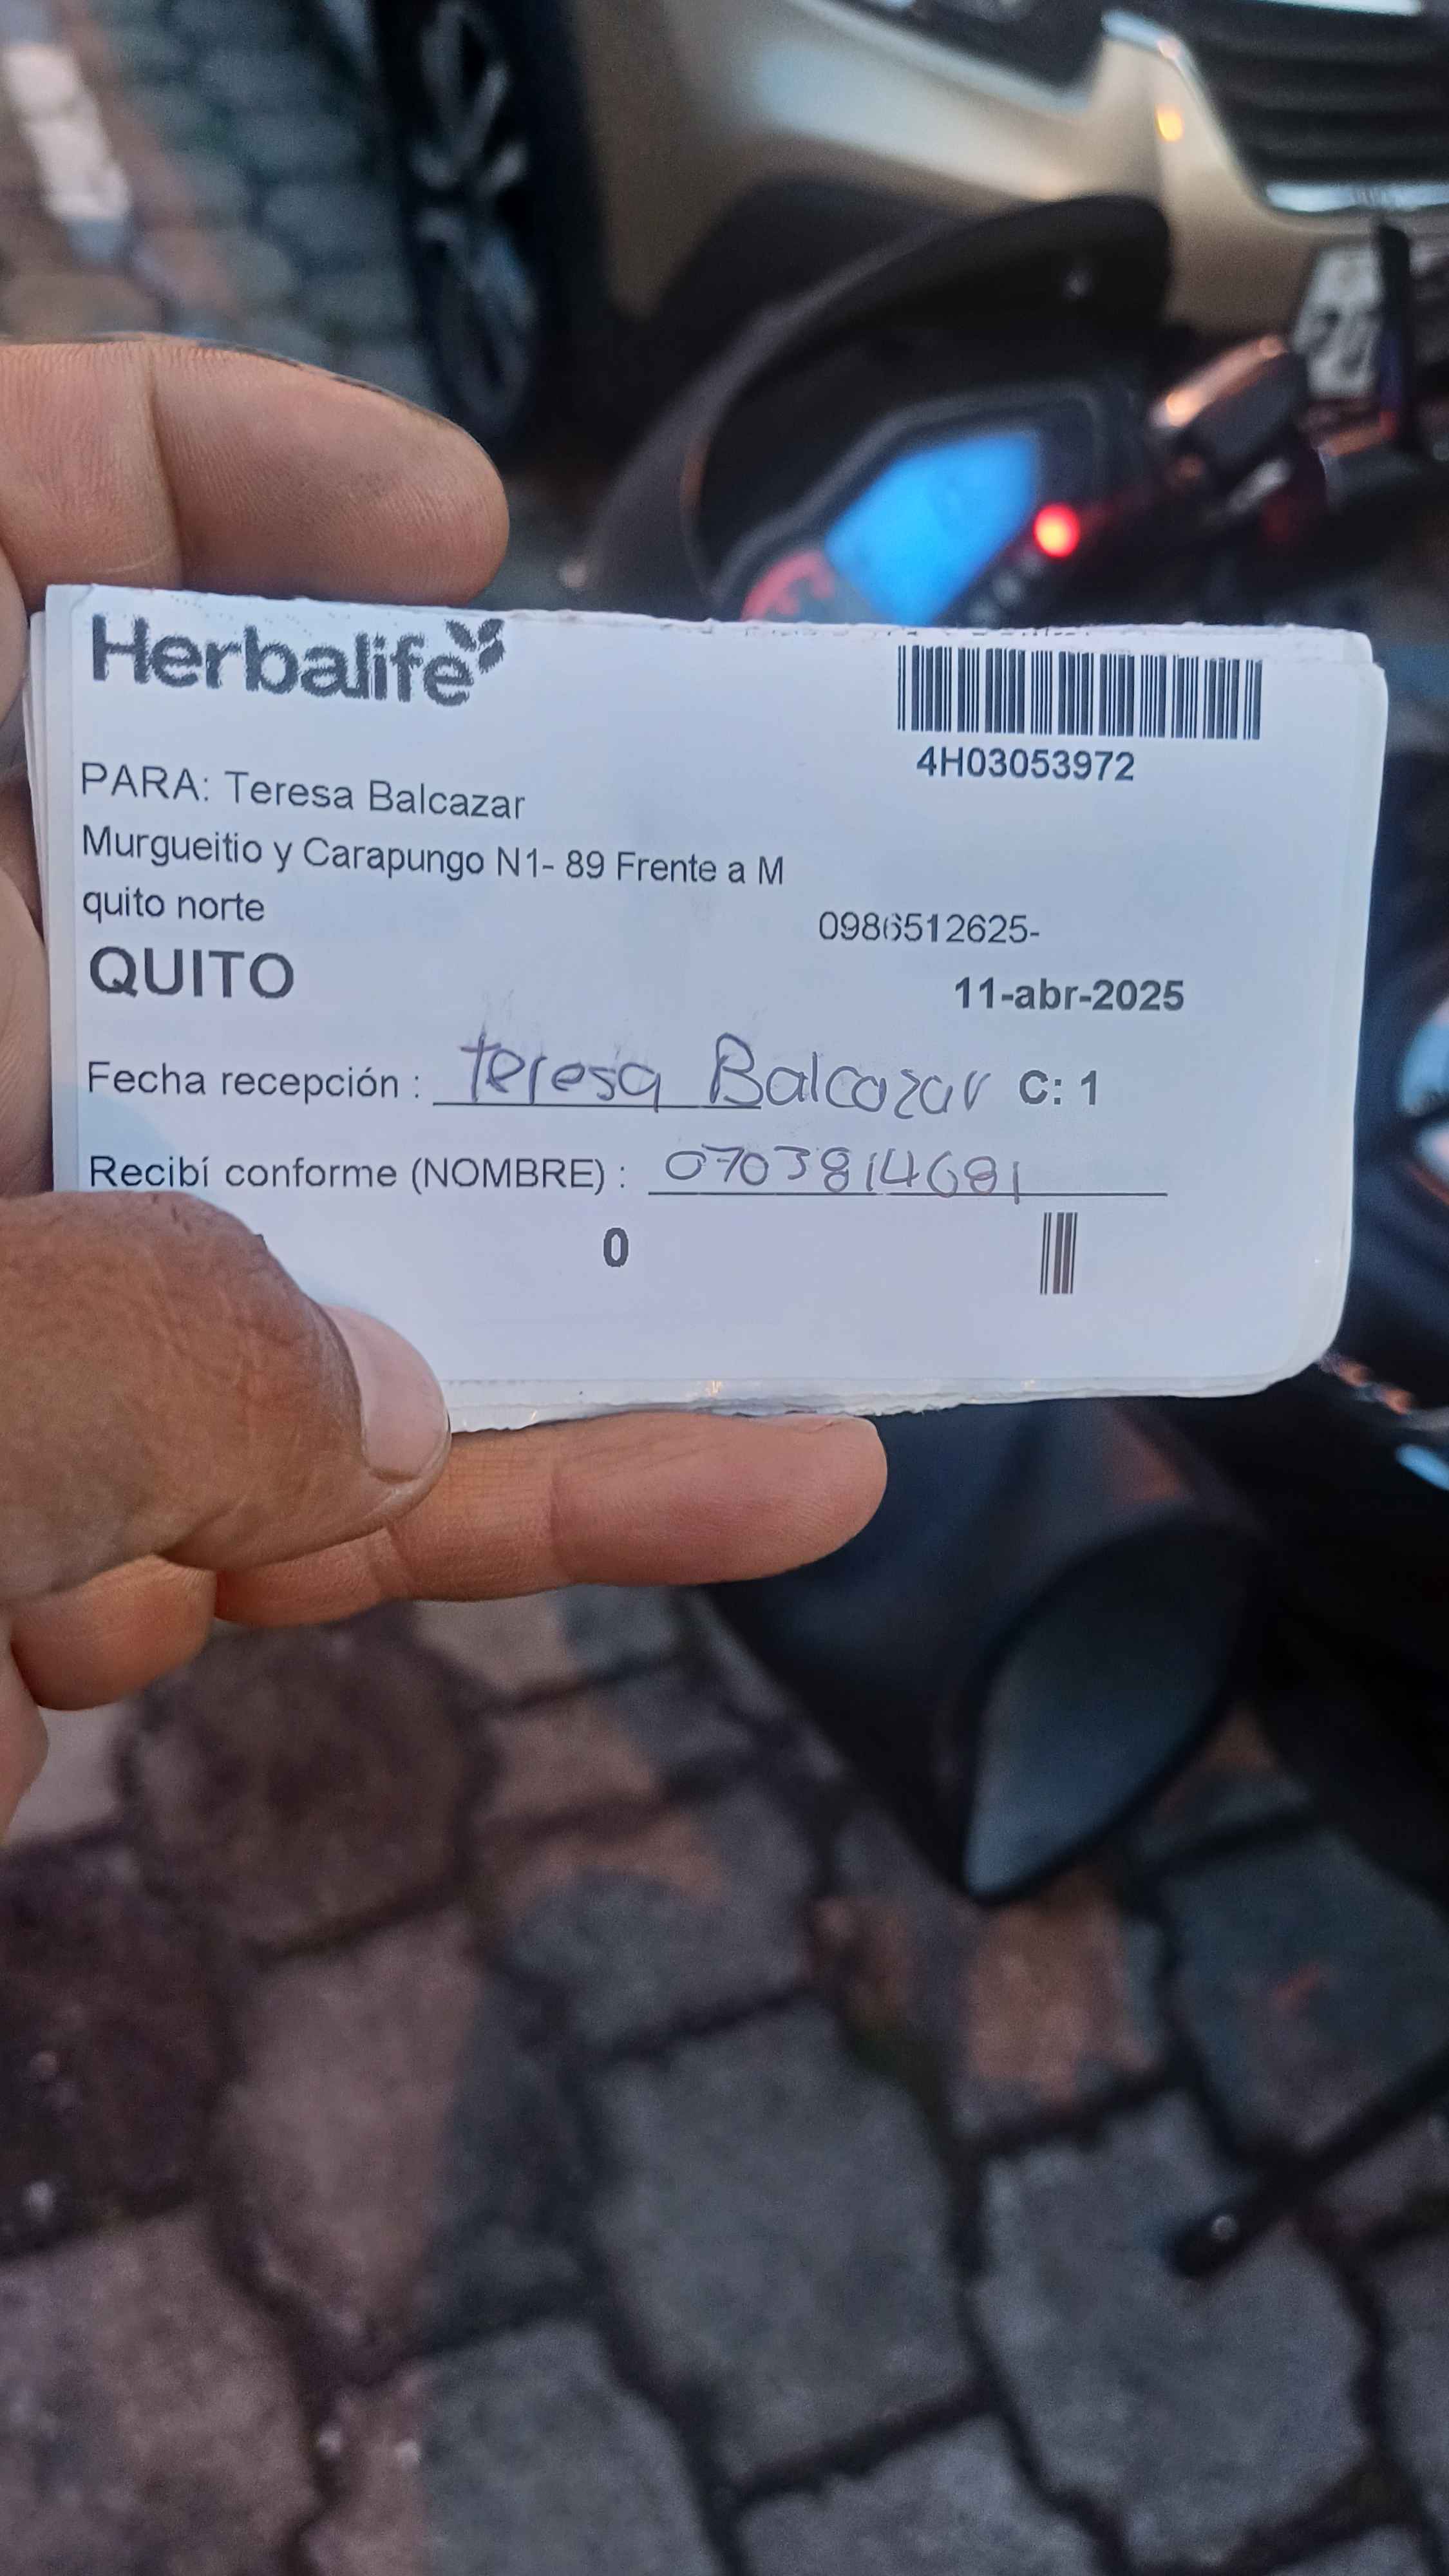 Herbalife
4H03053972
PARA: Teresa Balcazar
Murgueitio y Carapungo N1- 89 Frente a M
quito norte
0986512625-
QUITO
11-abr-2025
Fecha recepción : teresa Balcazar C: 1
Recibí conforme (NOMBRE) : 0703814681
0